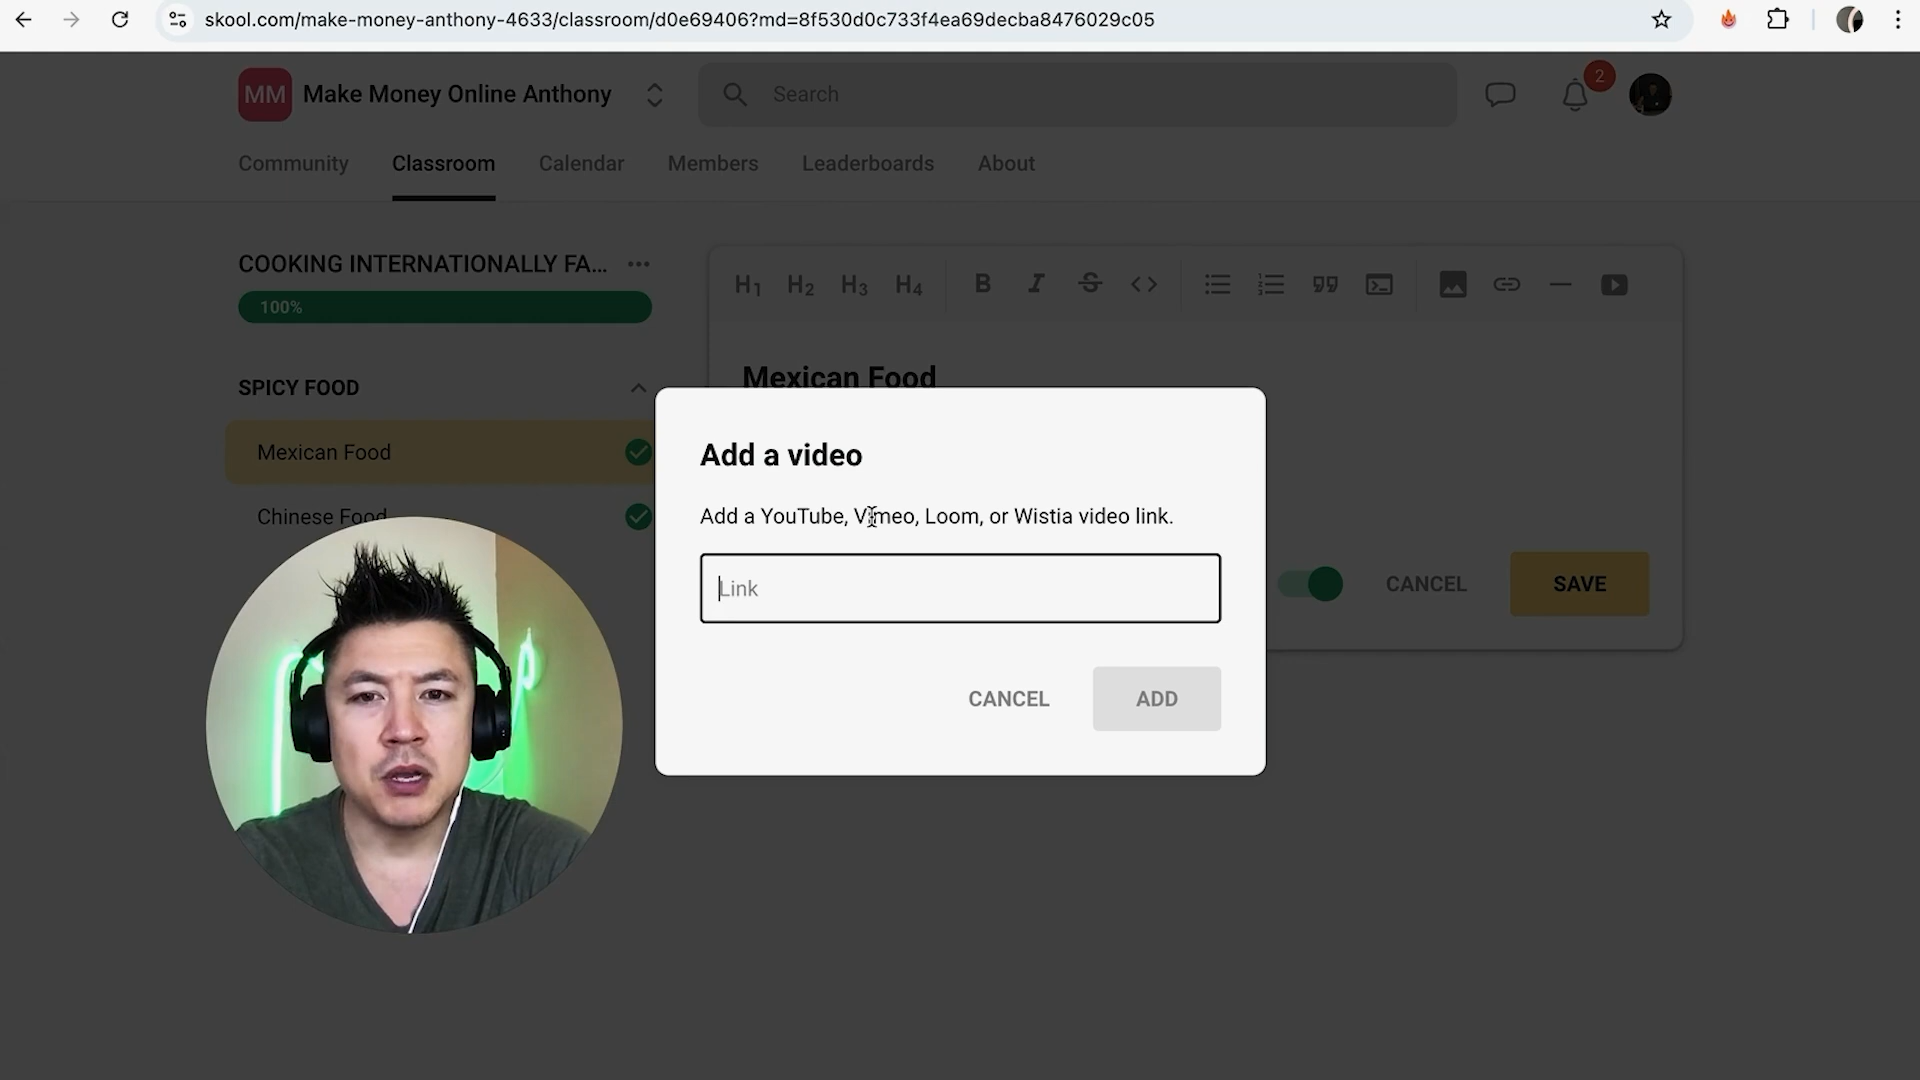 skool.com/make-money-anthony-4633/classroom/d0e69406?md=8f530d0c733f4ea69decba8476029c05
MM Make Money Online Anthony
Search
2
Community Classroom Calendar Members Leaderboards About
COOKING INTERNATIONALLY FA...
100%
H1 H2 H3 H4 B I S
SPICY FOOD
Mexican Food
Mexican Food
Chinese Food
Add a video
Add a YouTube, Vimeo, Loom, or Wistia video link.
Link
CANCEL ADD
CANCEL SAVE